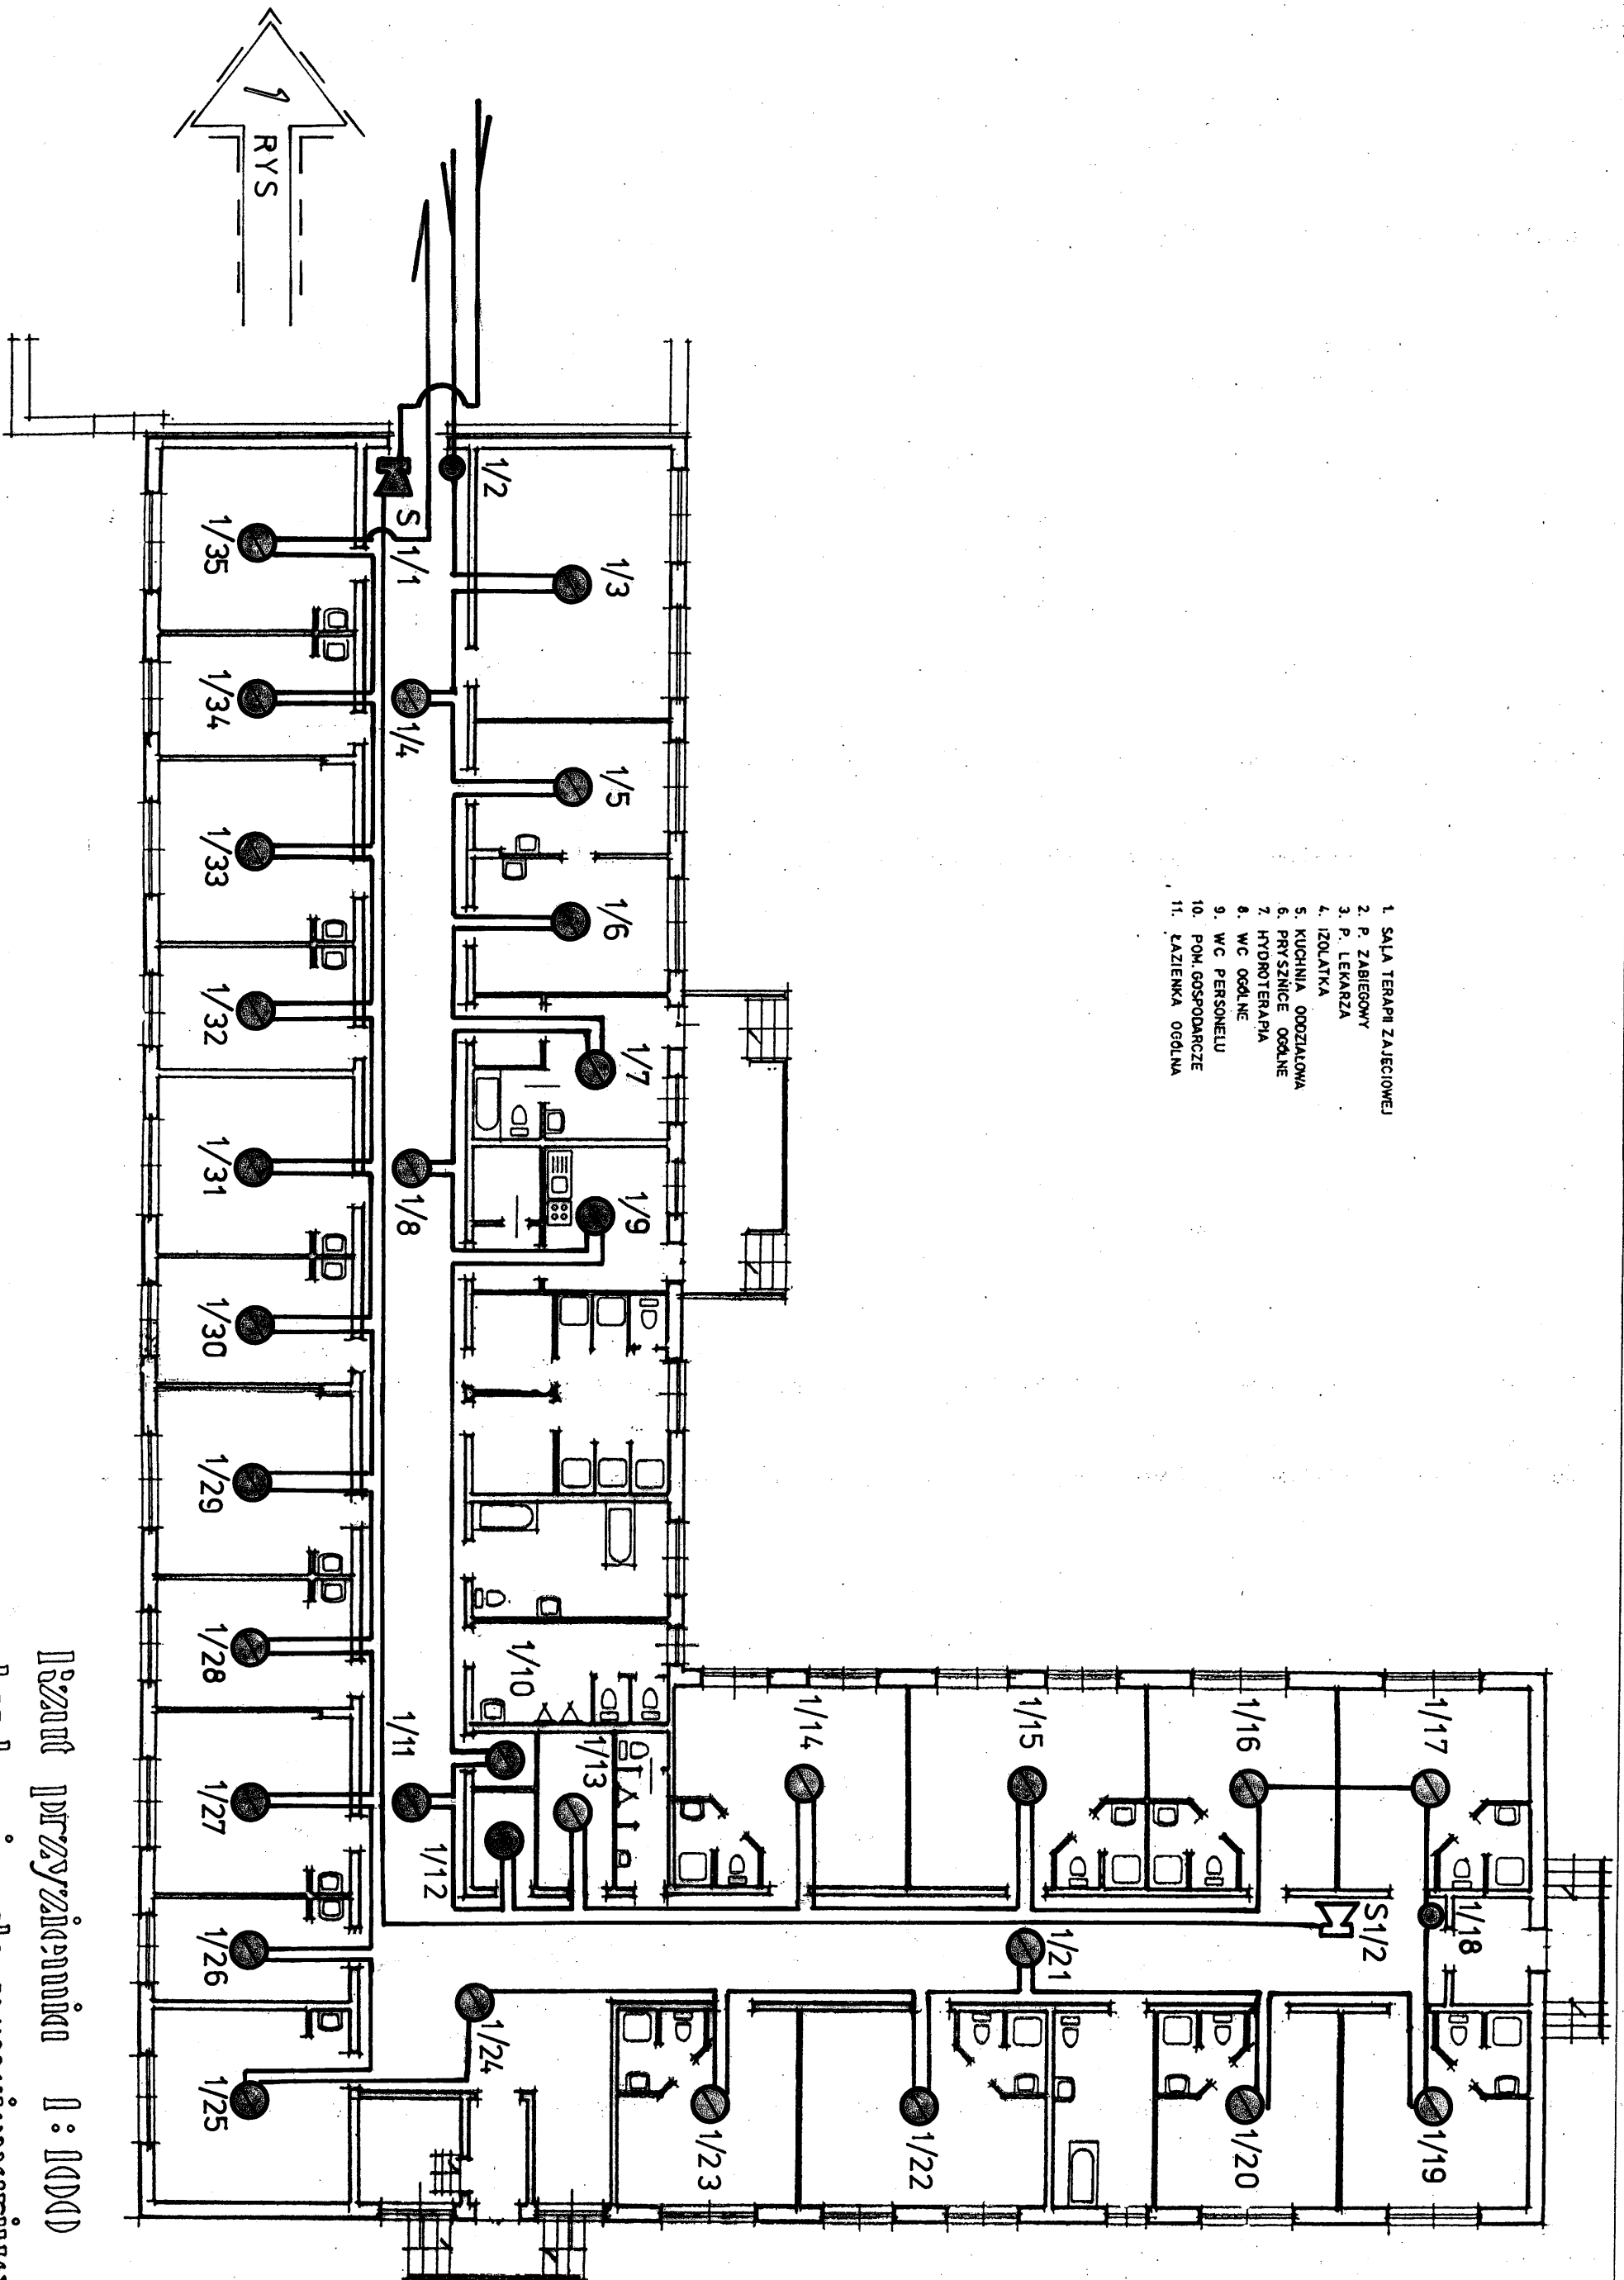 1 RYS
1. SALA TERAPII ZAJECIOWEJ
2. P. ZABIEGOWY
3. P. LEKARZA
4. IZOLATKA
5. KUCHNIA ODDZIAŁOWA
6. PRYSZNICE OGÓLNE
7. HYDROTERAPIA
8. WC OGÓLNE
9. WC PERSONELU
10. POM. GOSPODARCZE
11. ŁAZIENKA OGÓLNA
1/17
1/18
1/19
S1/2
1/16
1/20
1/15
1/21
1/22
1/14
1/23
1/3
1/5
1/6
1/7
1/9
1/13
1/10
1/24
1/2
S
1/1
1/4
1/8
1/11
1/12
1/35
1/34
1/33
1/32
1/31
1/30
1/29
1/28
1/27
1/26
1/25
Rzut przyziemia 1:100